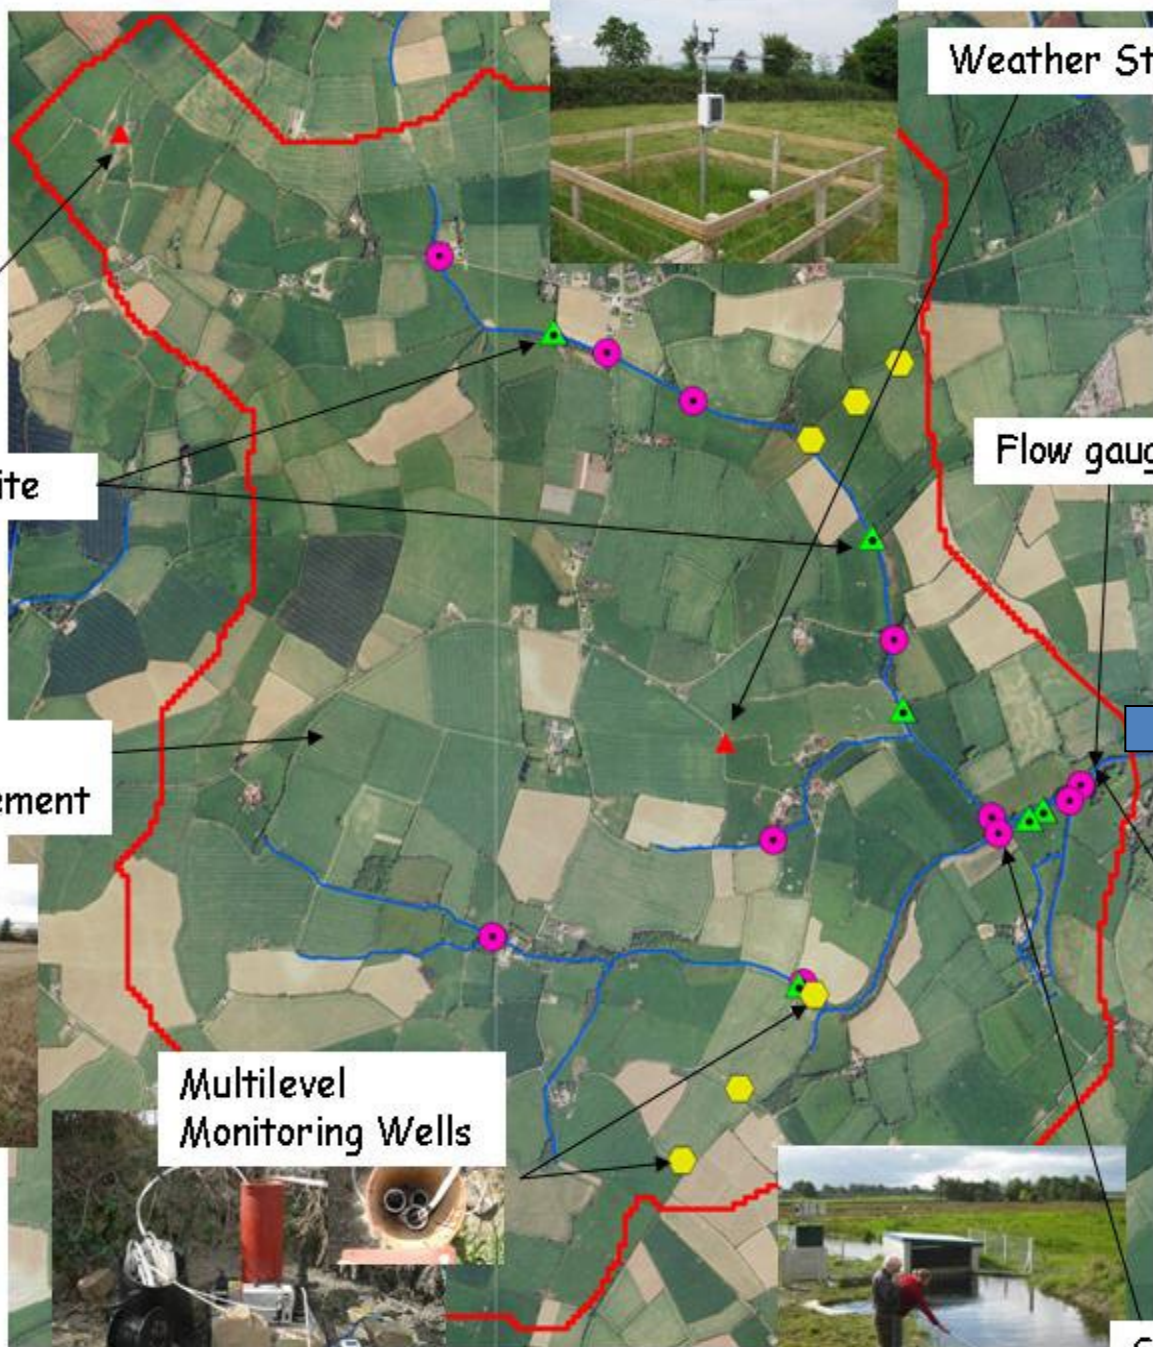 Weather St
Flow gaug
ite
ement
Multilevel
Monitoring Wells